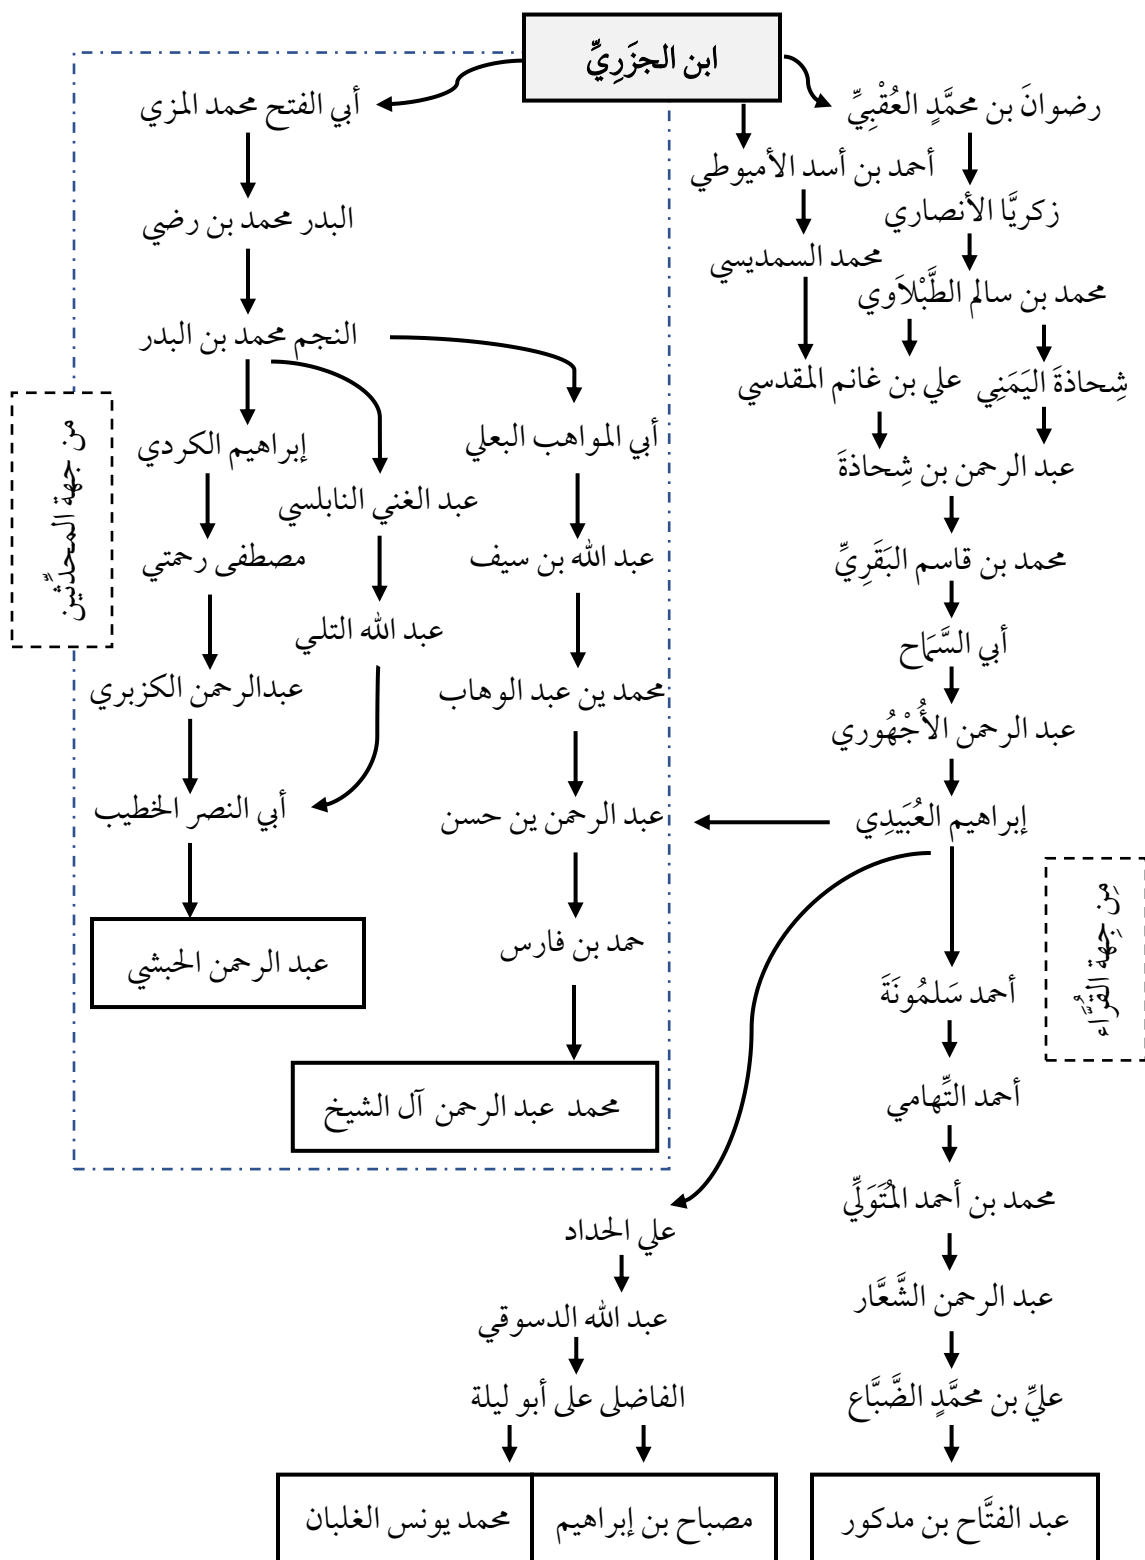 ابن الجزَرِيِّ
رضوانَ بن محمَّدٍ العُقْبِيِّ
أبي الفتح محمد المزي
أحمد بن أسد الأميوطي
زكريَّا الأنصاري
البدر محمد بن رضي
محمد السمديسي
محمد بن سالم الطَّبْلاَوي
النجم محمد بن البدر
شِحاذةَ اليَمَنِي
علي بن غانم المقدسي
أبي المواهب البعلي
إبراهيم الكردي
عبد الرحمن بن شِحاذةَ
عبد الغني النابلسي
من جهة المحدِّثين
محمد بن قاسم البَقَرِيِّ
عبد الله بن سيف
مصطفى رحمتي
أبي السَّمَاح
عبد الله التلي
محمد ين عبد الوهاب
عبدالرحمن الكزبري
عبد الرحمن الأُجْهُوري
إبراهيم العُبَيدِي
عبد الرحمن ين حسن
أبي النصر الخطيب
مِن جِهة القُرَّاء
حمد بن فارس
عبد الرحمن الحبشي
أحمد سَلمُونَةَ
أحمد التِّهامي
محمد عبد الرحمن آل الشيخ
محمد بن أحمد المُتَوَلِّي
علي الحداد
عبد الرحمن الشَّعَّار
عبد الله الدسوقي
عليِّ بن محمَّدٍ الضَّبَّاع
الفاضلى على أبو ليلة
عبد الفتَّاح بن مدكور
مصباح بن إبراهيم
محمد يونس الغلبان